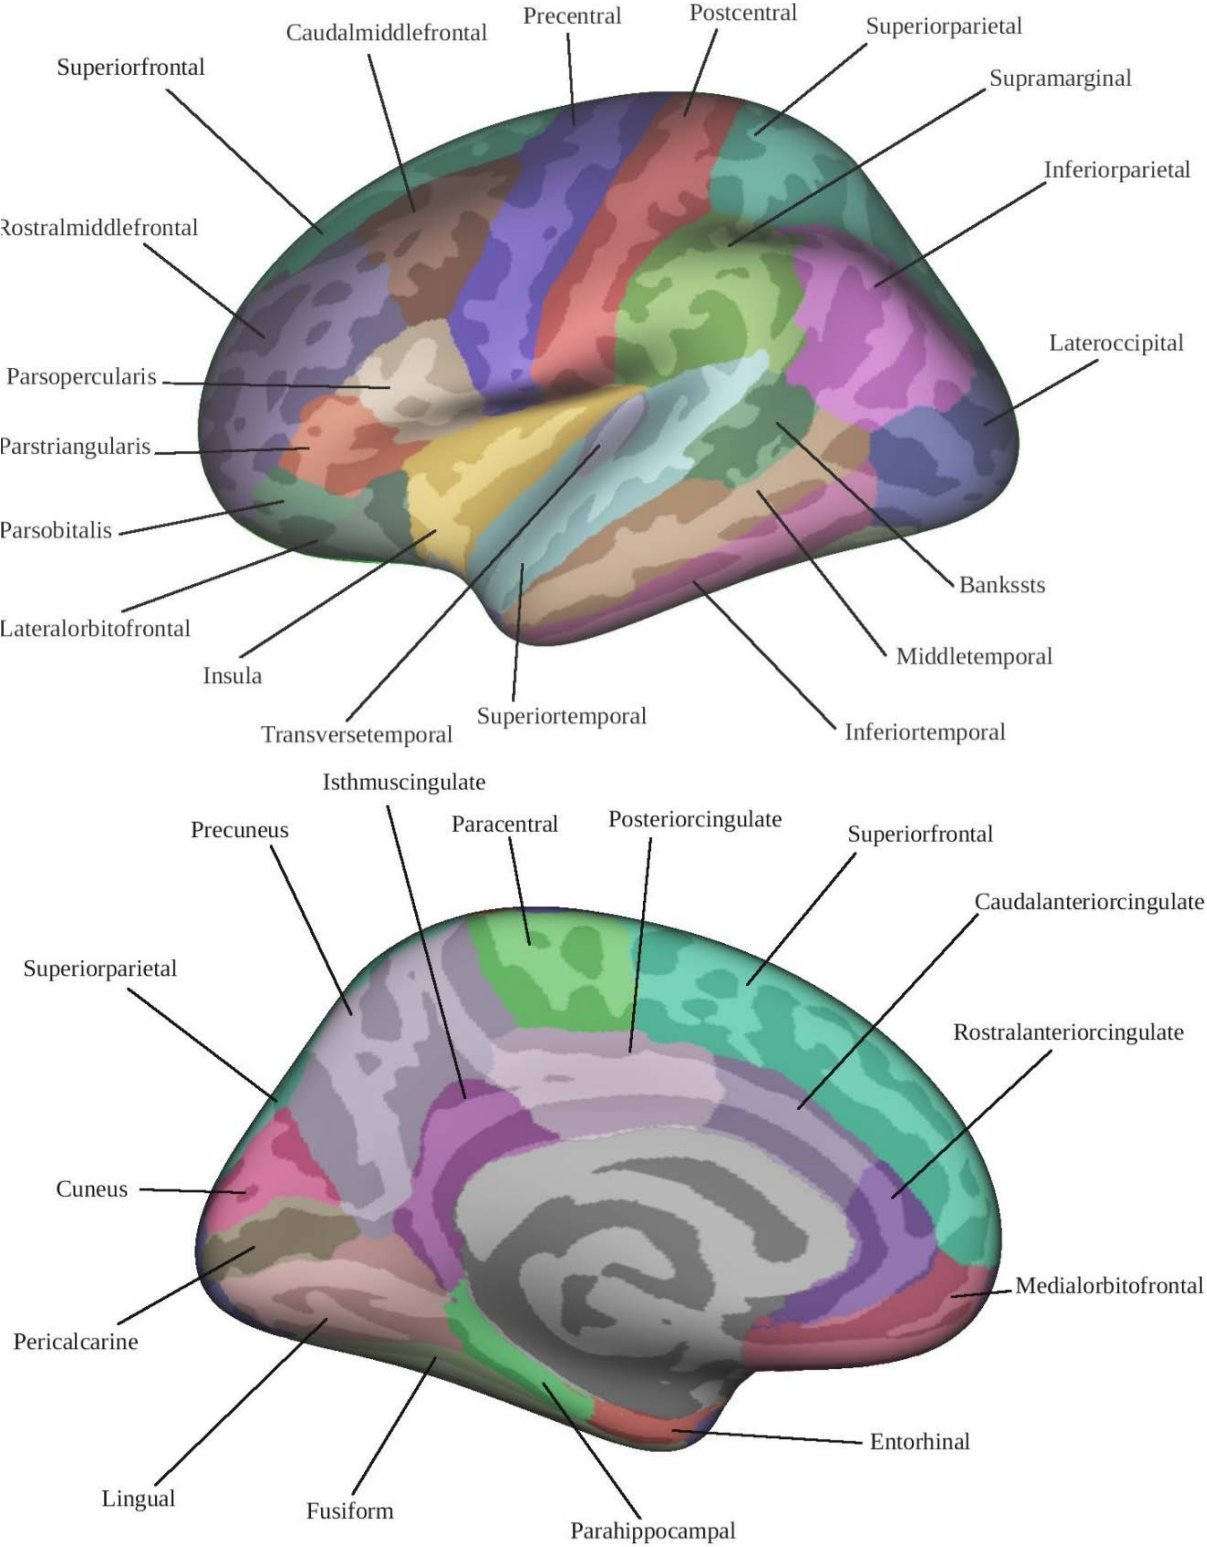 Precentral
Postcentral
Caudalmiddlefrontal
Superiorparietal
Superiorfrontal
Supramarginal
Inferiorparietal
Rostralmiddlefrontal
Lateroccipital
Parsopercularis
Parstriangularis
Parsobitalis
Bankssts
Lateralorbitofrontal
Middletemporal
Insula
Superiortemporal
Transversetemporal
Inferiortemporal
Isthmuscingulate
Precuneus
Paracentral
Posteriorcingulate
Superiorfrontal
Caudalanteriorcingulate
Superiorparietal
Rostralanteriorcingulate
Cuneus
Medialorbitofrontal
Pericalcarine
Entorhinal
Lingual
Fusiform
Parahippocampal